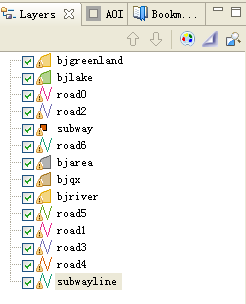 Layers AOI Bookm...
bjgreenland
bjlake
road0
road2
subway
road6
bjarea
bjqx
bjriver
road5
road1
road3
road4
subwayline